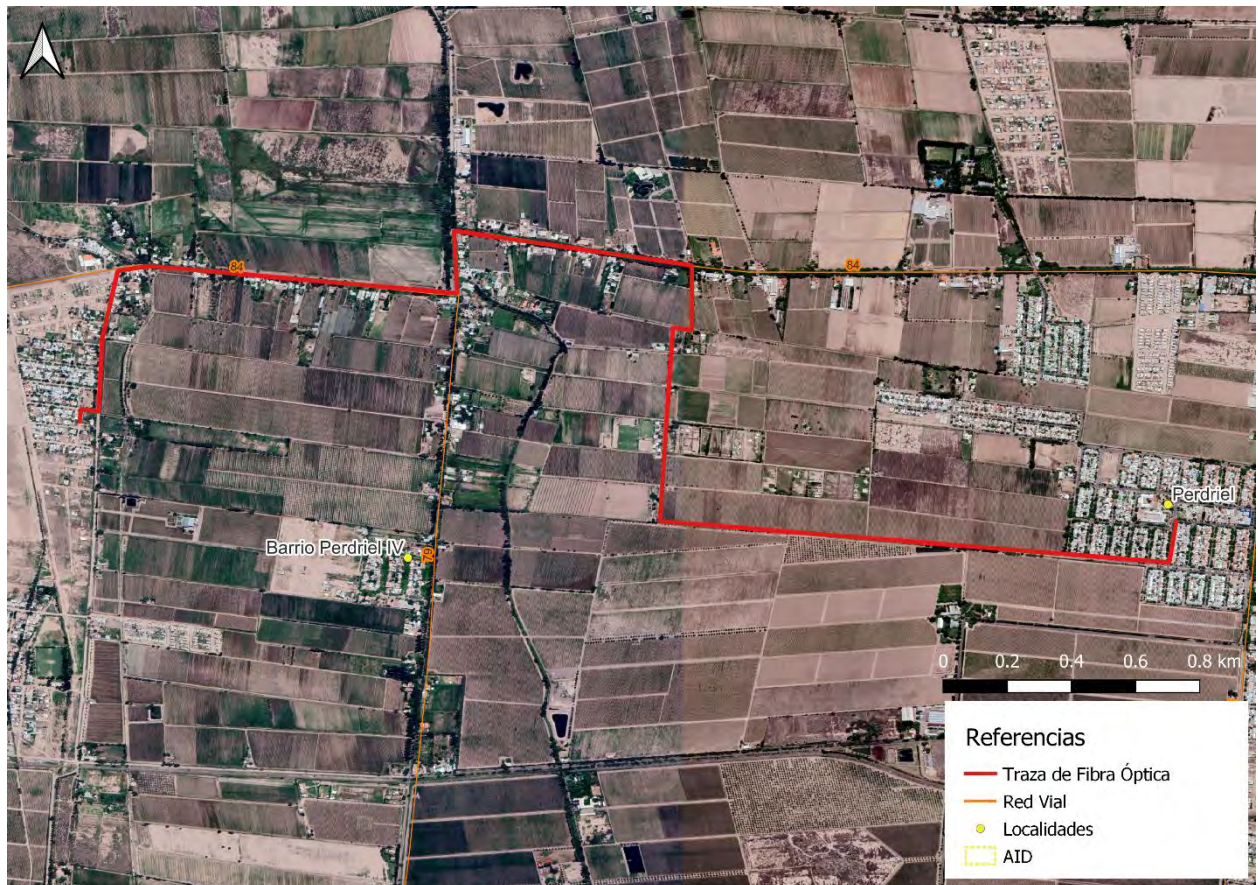 84
84
Perdriel
Barrio Perdriel IV
79
0 0.2 0.4 0.6 0.8 km
Referencias
Traza de Fibra Óptica
Red Vial
Localidades
AID